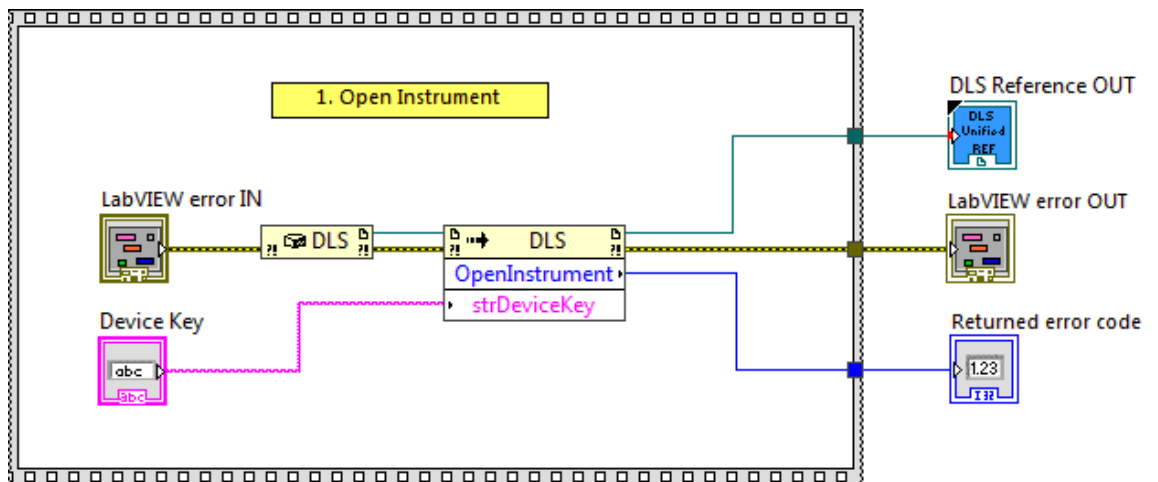 1. Open Instrument
DLS Reference OUT
DLS
Unified
REF
LabVIEW error IN
LabVIEW error OUT
?! DLS ?!
?! DLS ?!
OpenInstrument
strDeviceKey
Device Key
abc
abc
Returned error code
1.23
I32